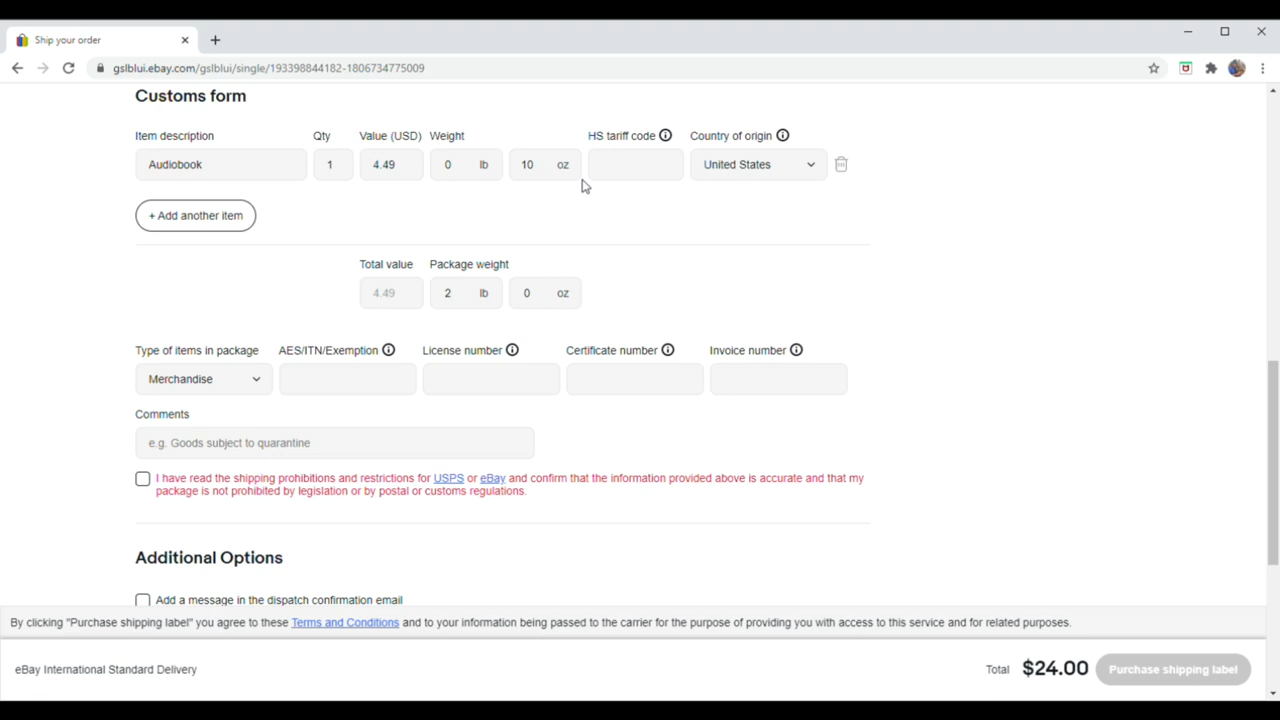 Ship your order
gslblui.ebay.com/gslblui/single/193398844182-1806734775009
Customs form
Item description Qty Value (USD) Weight HS tariff code Country of origin
Audiobook 1 4.49 0 lb 10 oz United States
+ Add another item
Total value Package weight
4.49 2 lb 0 oz
Type of items in package AES/ITN/Exemption License number Certificate number Invoice number
Merchandise
Comments
e.g. Goods subject to quarantine
I have read the shipping prohibitions and restrictions for USPS or eBay and confirm that the information provided above is accurate and that my
package is not prohibited by legislation or by postal or customs regulations.
Additional Options
Add a message in the dispatch confirmation email
By clicking "Purchase shipping label" you agree to these Terms and Conditions and to your information being passed to the carrier for the purpose of providing you with access to this service and for related purposes.
eBay International Standard Delivery Total $24.00 Purchase shipping label